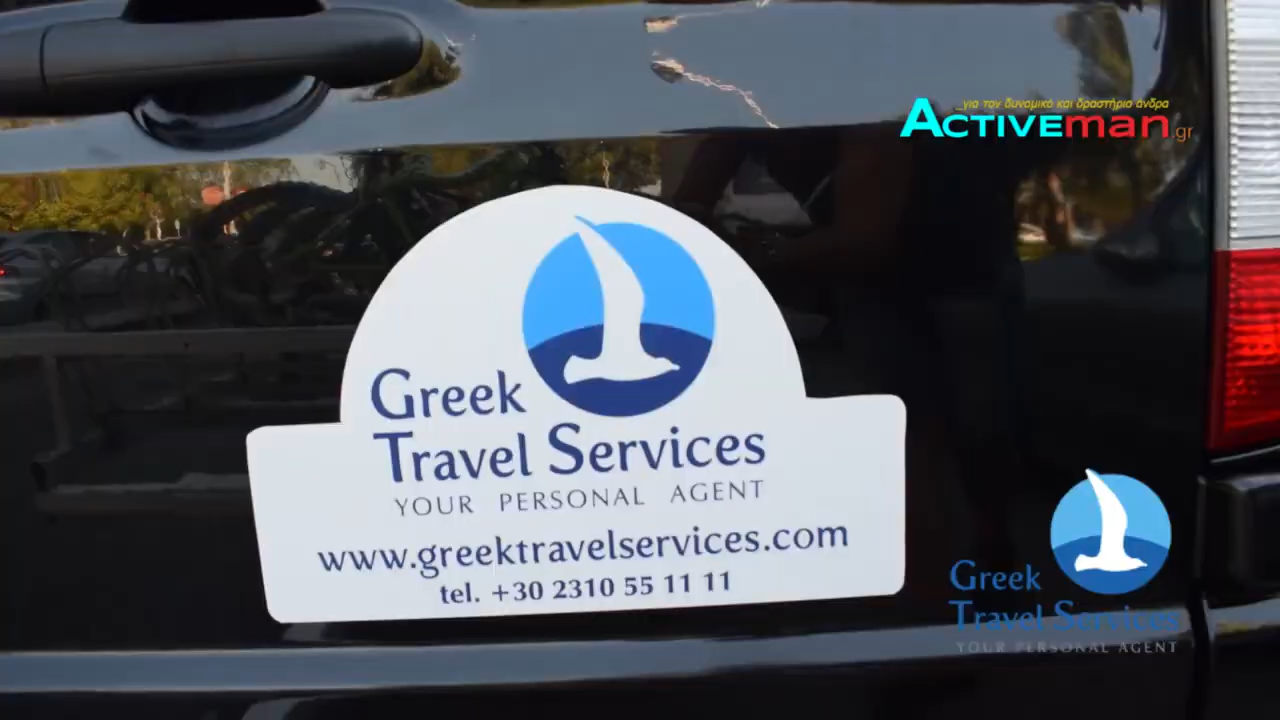 _για τον δυναμικό και δραστήριο άνδρα
Activeman.gr
Greek
Travel Services
YOUR PERSONAL AGENT
www.greektravelservices.com
tel. +30 2310 55 11 11
Greek
Travel Services
YOUR PERSONAL AGENT